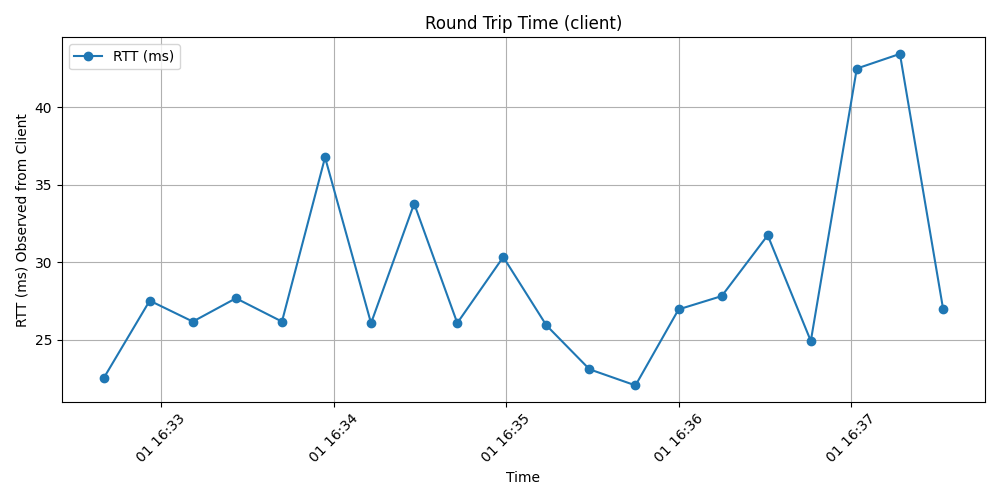 Round Trip Time (client)
RTT (ms)
RTT (ms) Observed from Client
40
35
30
25
01 16:33
01 16:34
01 16:35
01 16:36
01 16:37
Time